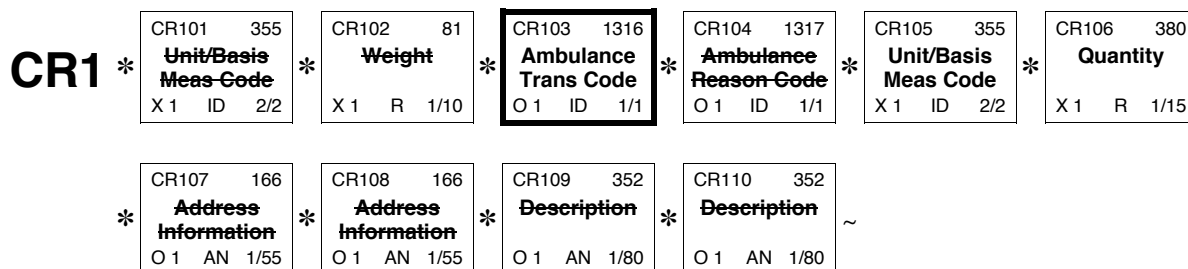 CR1 * CR101 355 * CR102 81 * CR103 1316 * CR104 1317 * CR105 355 * CR106 380
Unit/Basis Weight Ambulance Ambulance Unit/Basis Quantity
Meas Code Trans Code Reason Code Meas Code
X 1 ID 2/2 X 1 R 1/10 O 1 ID 1/1 O 1 ID 1/1 X 1 ID 2/2 X 1 R 1/15
* CR107 166 * CR108 166 * CR109 352 * CR110 352 ~
Address Address Description Description
Information Information
O 1 AN 1/55 O 1 AN 1/55 O 1 AN 1/80 O 1 AN 1/80